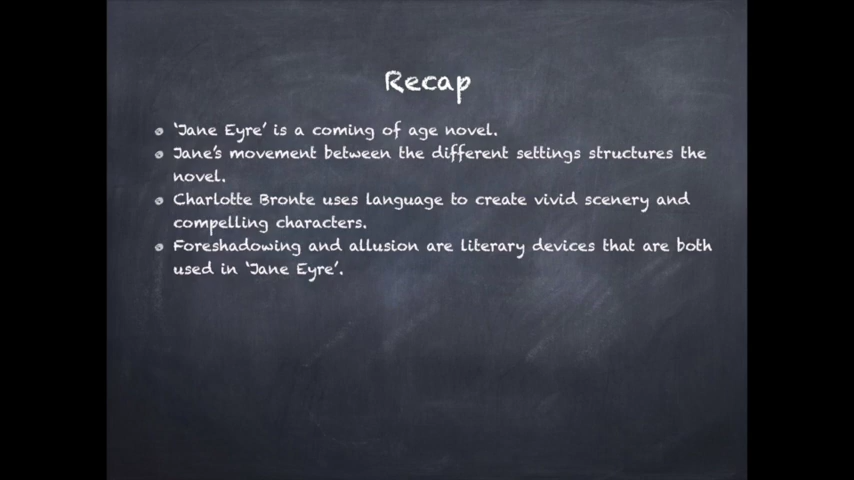 Recap
‘Jane Eyre’ is a coming of age novel.
Jane’s movement between the different settings structures the
novel.
Charlotte Bronte uses language to create vivid scenery and
compelling characters.
Foreshadowing and allusion are literary devices that are both
used in ‘Jane Eyre’.